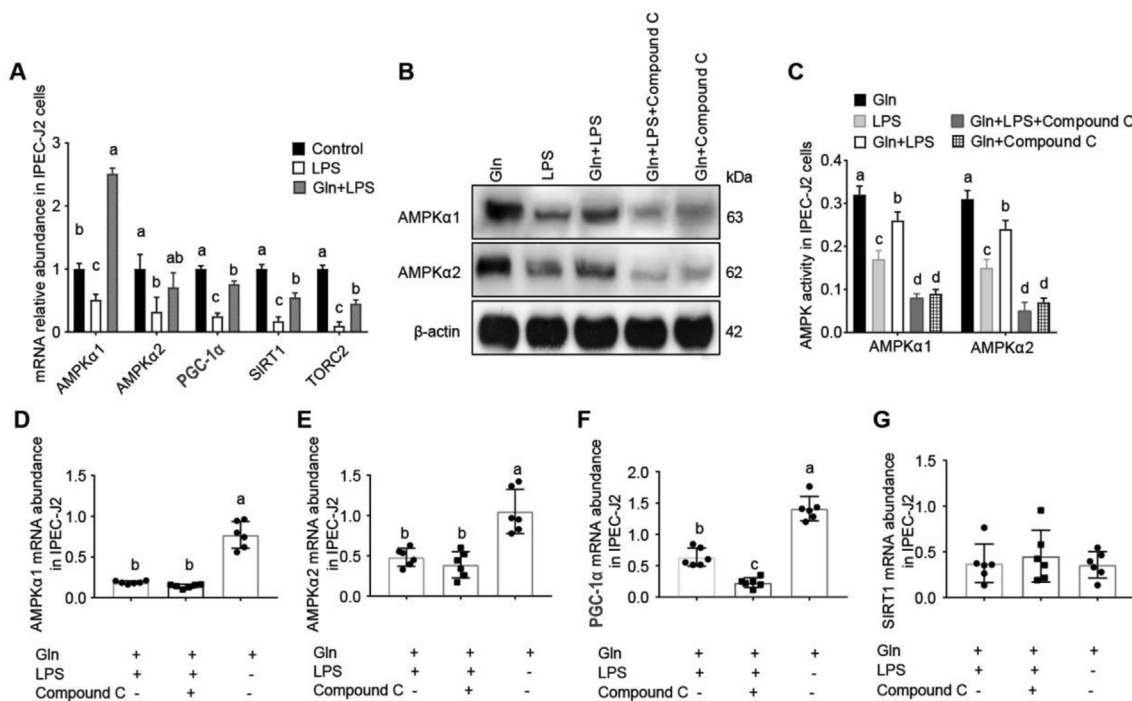 A
mRNA relative abundance in IPEC-J2 cells
3
2
1
0
b
c
a
a
b
ab
a
c
b
a
c
b
a
c
b
Control
LPS
Gln+LPS
AMPKα1
AMPKα2
PGC-1α
SIRT1
TORC2
B
Gln
LPS
Gln+LPS
Gln+LPS+Compound C
Gln+Compound C
kDa
AMPKα1
63
AMPKα2
62
β-actin
42
C
Gln
LPS
Gln+LPS
Gln+LPS+Compound C
Gln+Compound C
AMPK activity in IPEC-J2 cells
0.4
0.3
0.2
0.1
0.0
a
c
b
d
d
a
c
b
d
d
AMPKα1
AMPKα2
D
AMPKα1 mRNA abundance
in IPEC-J2
1.5
1.0
0.5
0.0
b
b
a
Gln + + +
LPS + + -
Compound C - + -
E
AMPKα2 mRNA abundance
in IPEC-J2
1.5
1.0
0.5
0.0
b
b
a
Gln + + +
LPS + + -
Compound C - + -
F
PGC-1α mRNA abundance
in IPEC-J2
2.0
1.5
1.0
0.5
0.0
b
c
a
Gln + + +
LPS + + -
Compound C - + -
G
SIRT1 mRNA abundance
in IPEC-J2
1.5
1.0
0.5
0.0
Gln + + +
LPS + + -
Compound C - + -